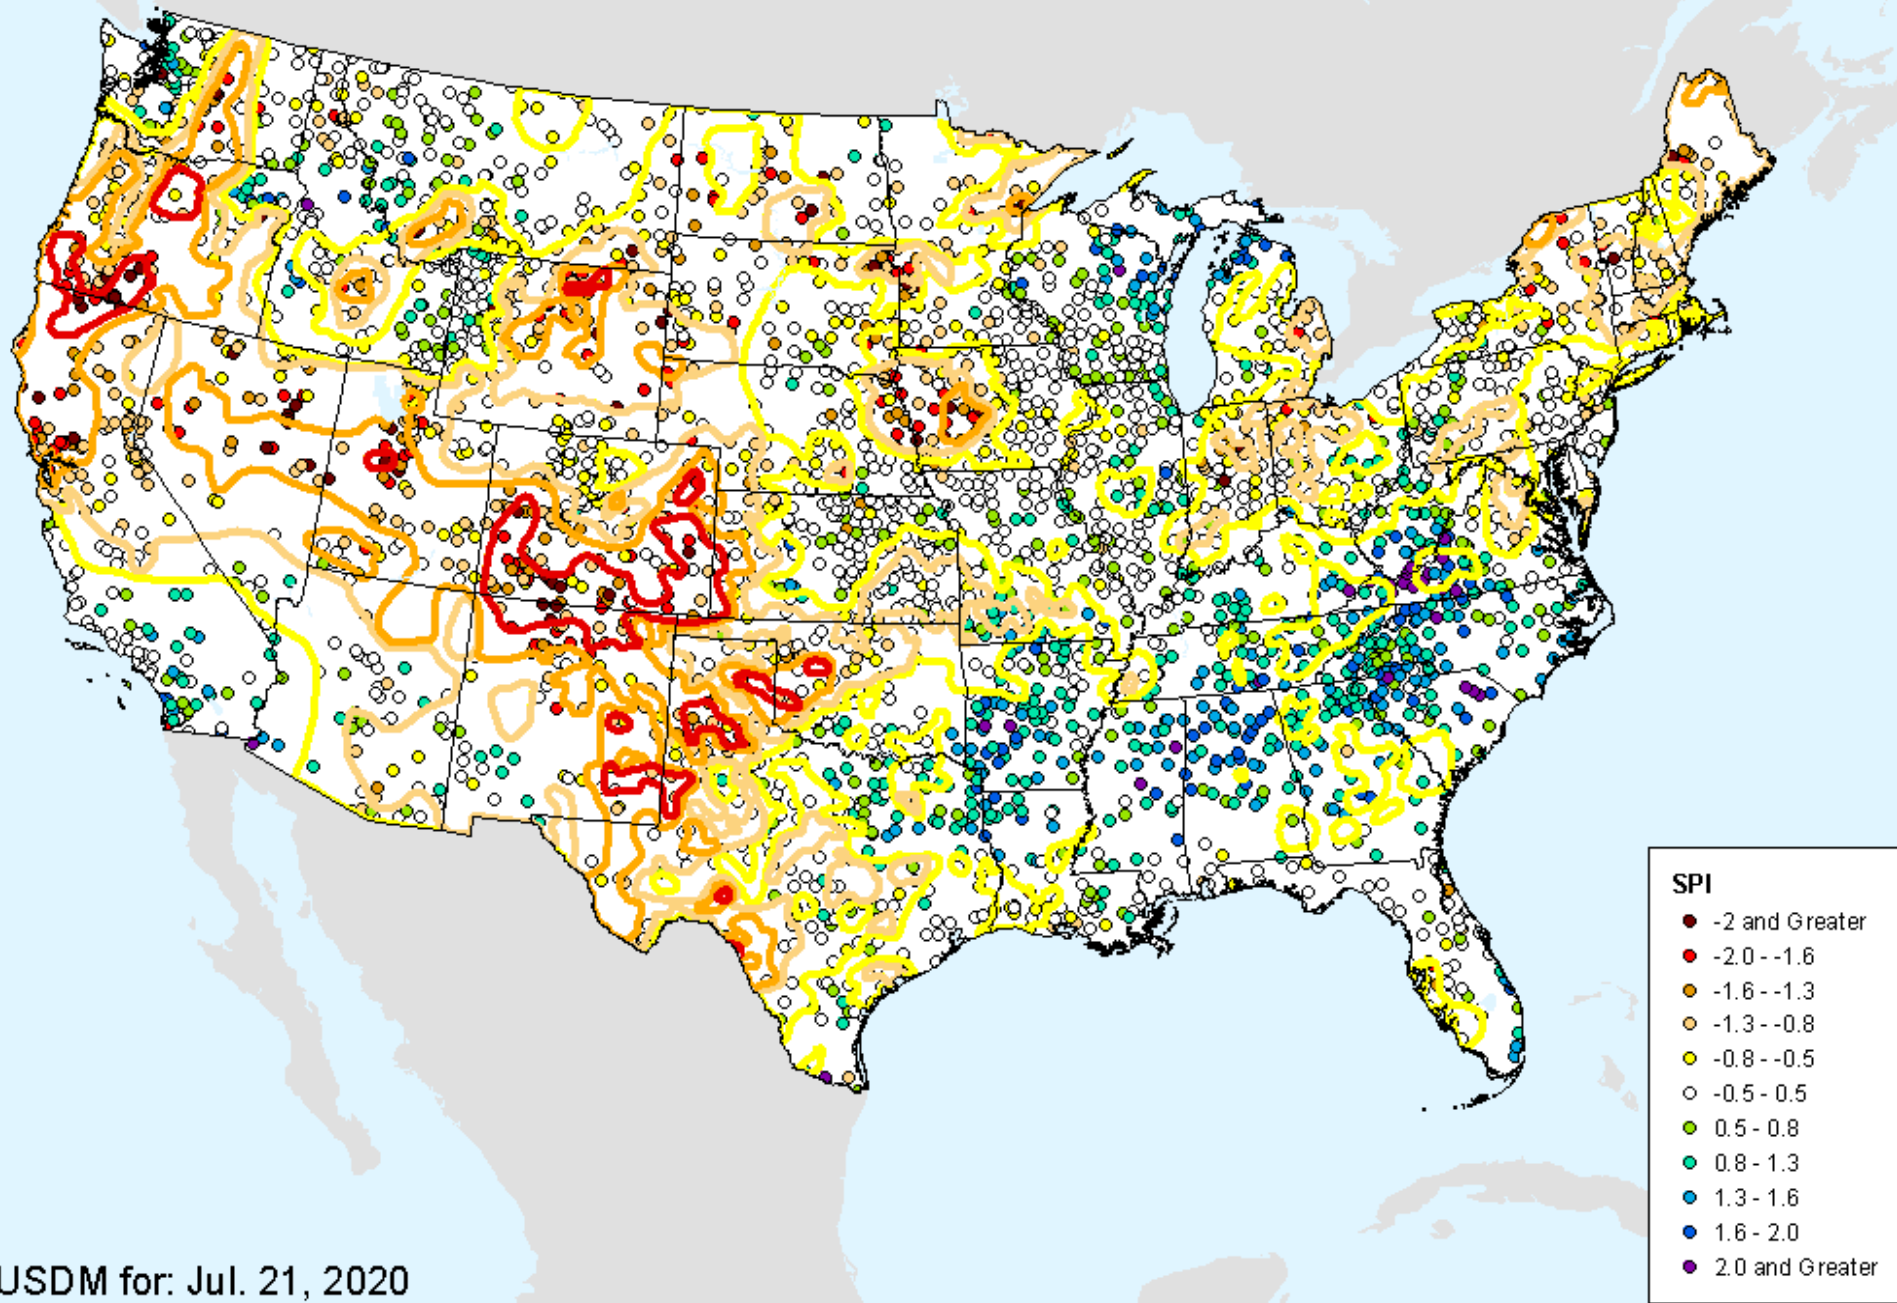 SPI
-2 and Greater
-2.0 - -1.6
-1.6 - -1.3
-1.3 - -0.8
-0.8 - -0.5
-0.5 - 0.5
0.5 - 0.8
0.8 - 1.3
1.3 - 1.6
1.6 - 2.0
2.0 and Greater
USDM for: Jul. 21, 2020